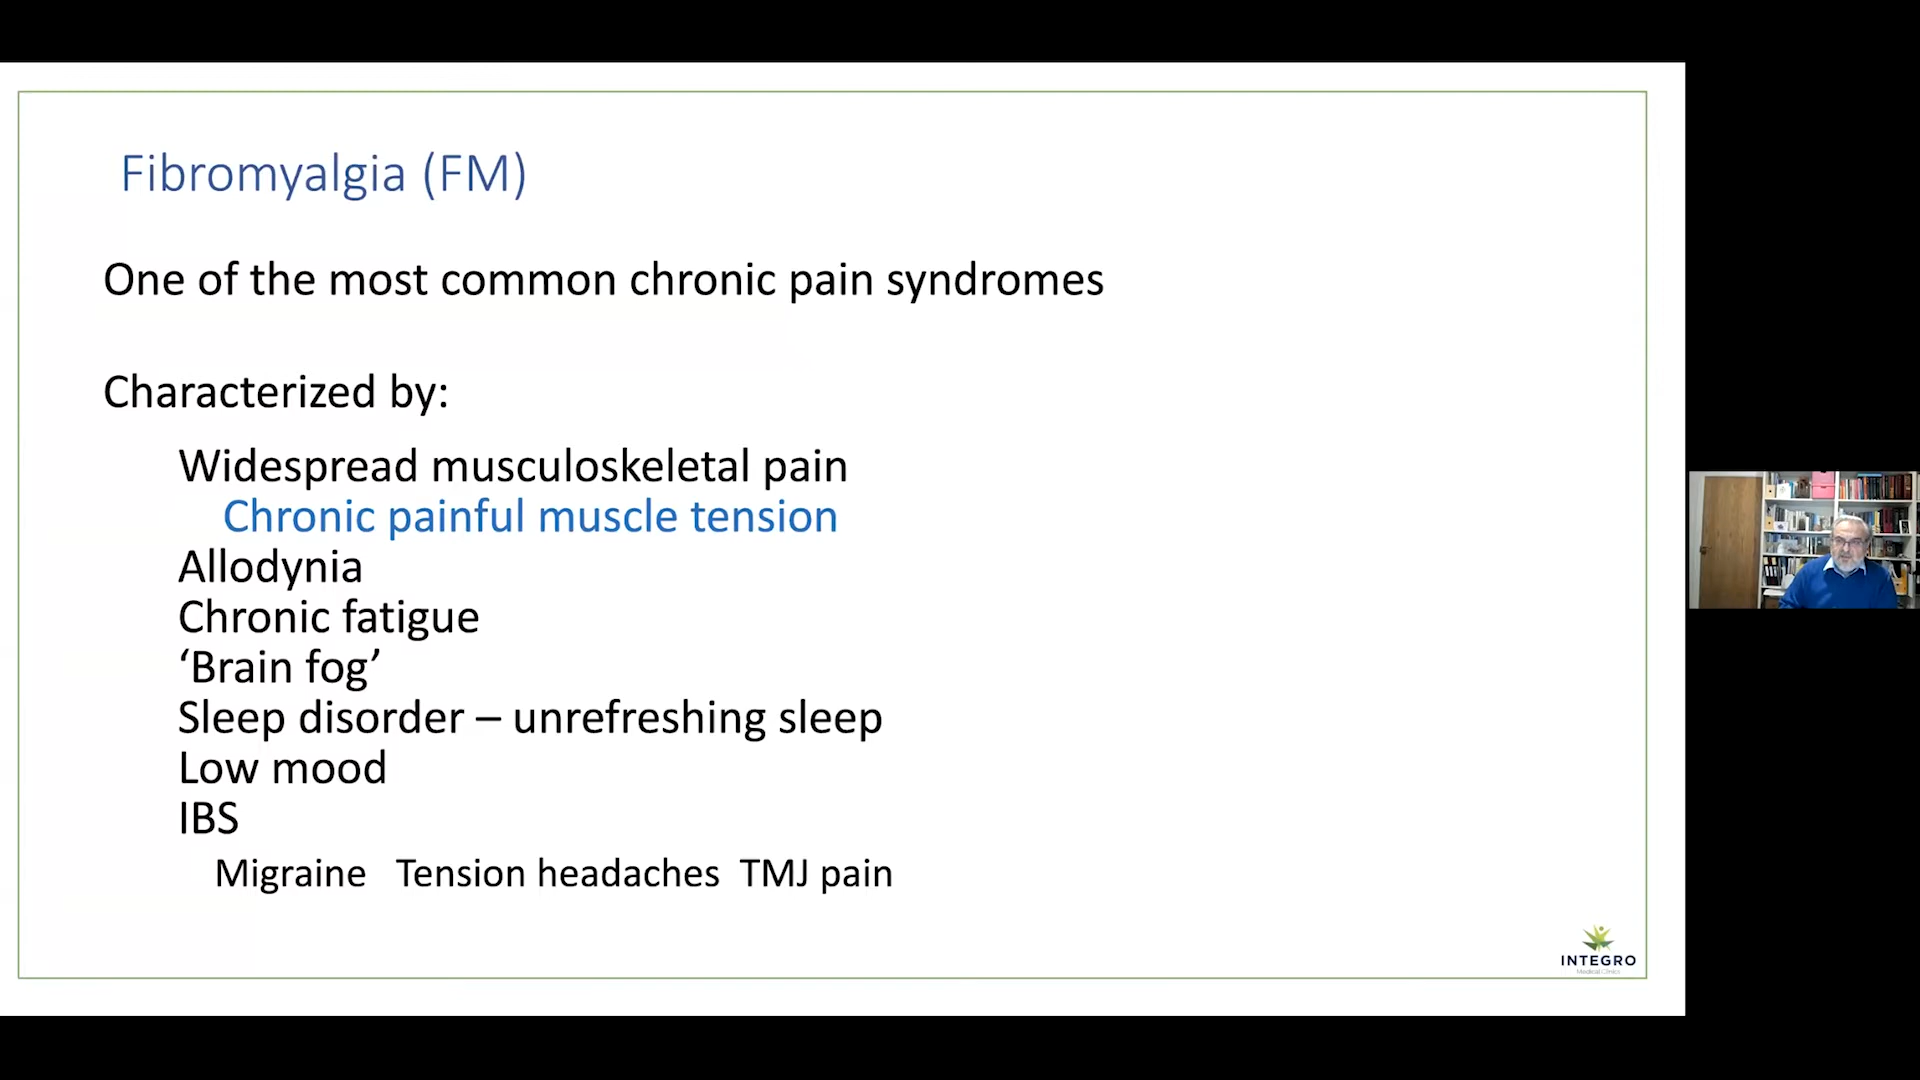 Fibromyalgia (FM)
One of the most common chronic pain syndromes
Characterized by:
Widespread musculoskeletal pain
Chronic painful muscle tension
Allodynia
Chronic fatigue
‘Brain fog’
Sleep disorder – unrefreshing sleep
Low mood
IBS
Migraine Tension headaches TMJ pain
INTEGRO
Medical Clinics